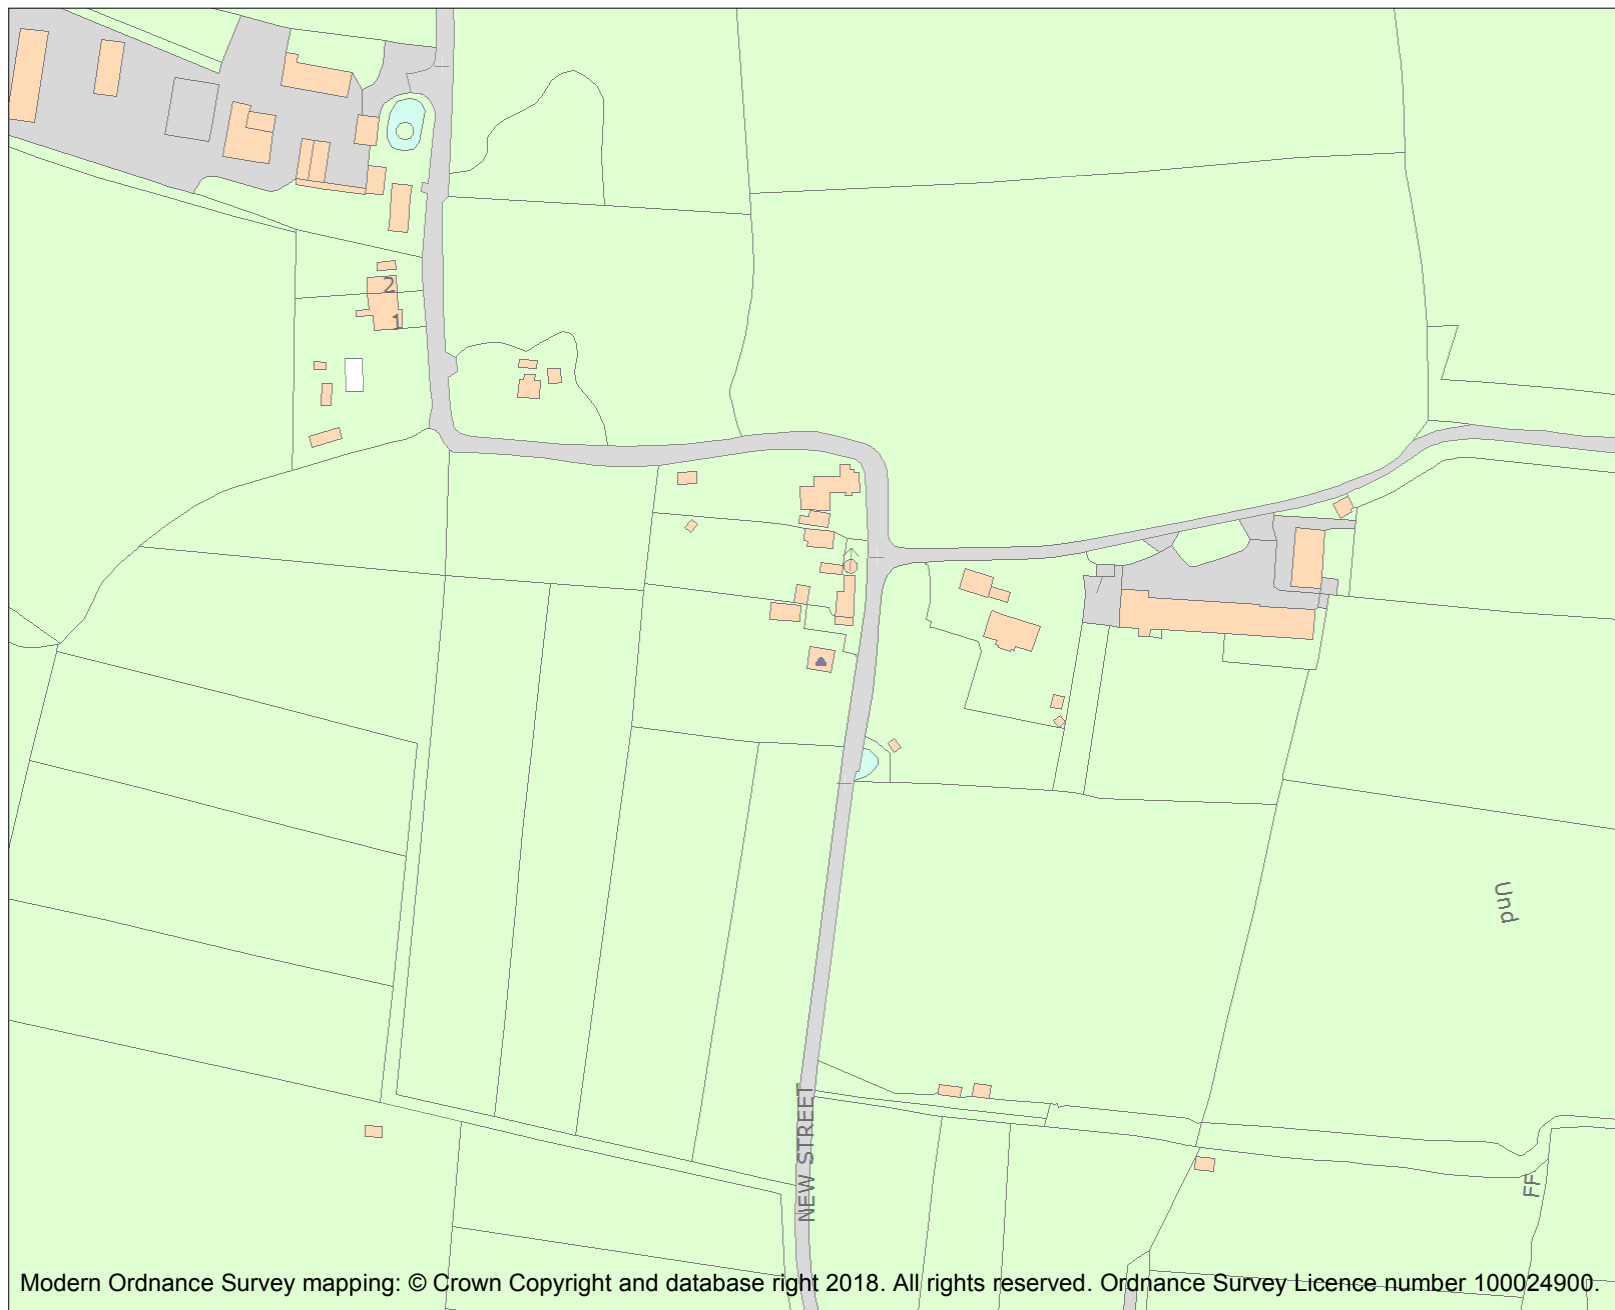 2
1
Und
NEW STREET
FF
Modern Ordnance Survey mapping: © Crown Copyright and database right 2018. All rights reserved. Ordnance Survey Licence number 100024900.